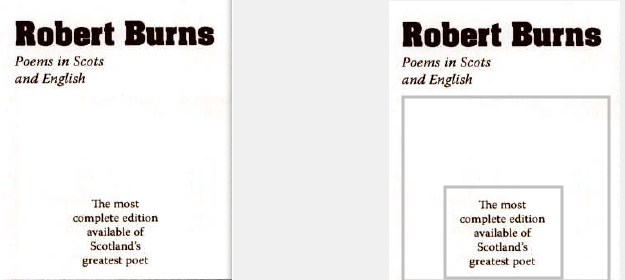 Robert Burns
Poems in Scots
and English
The most
complete edition
available of
Scotland's
greatest poet
Robert Burns
Poems in Scots
and English
The most
complete edition
available of
Scotland's
greatest poet